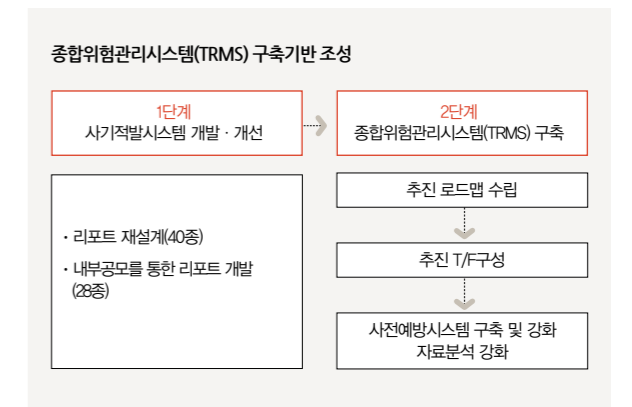 종합위험관리시스템(TRMS) 구축기반 조성
1단계
사기적발시스템 개발 · 개선
2단계
종합위험관리시스템(TRMS) 구축
· 리포트 재설계(40종)
· 내부공모를 통한 리포트 개발
(28종)
추진 로드맵 수립
추진 T/F구성
사전예방시스템 구축 및 강화
자료분석 강화